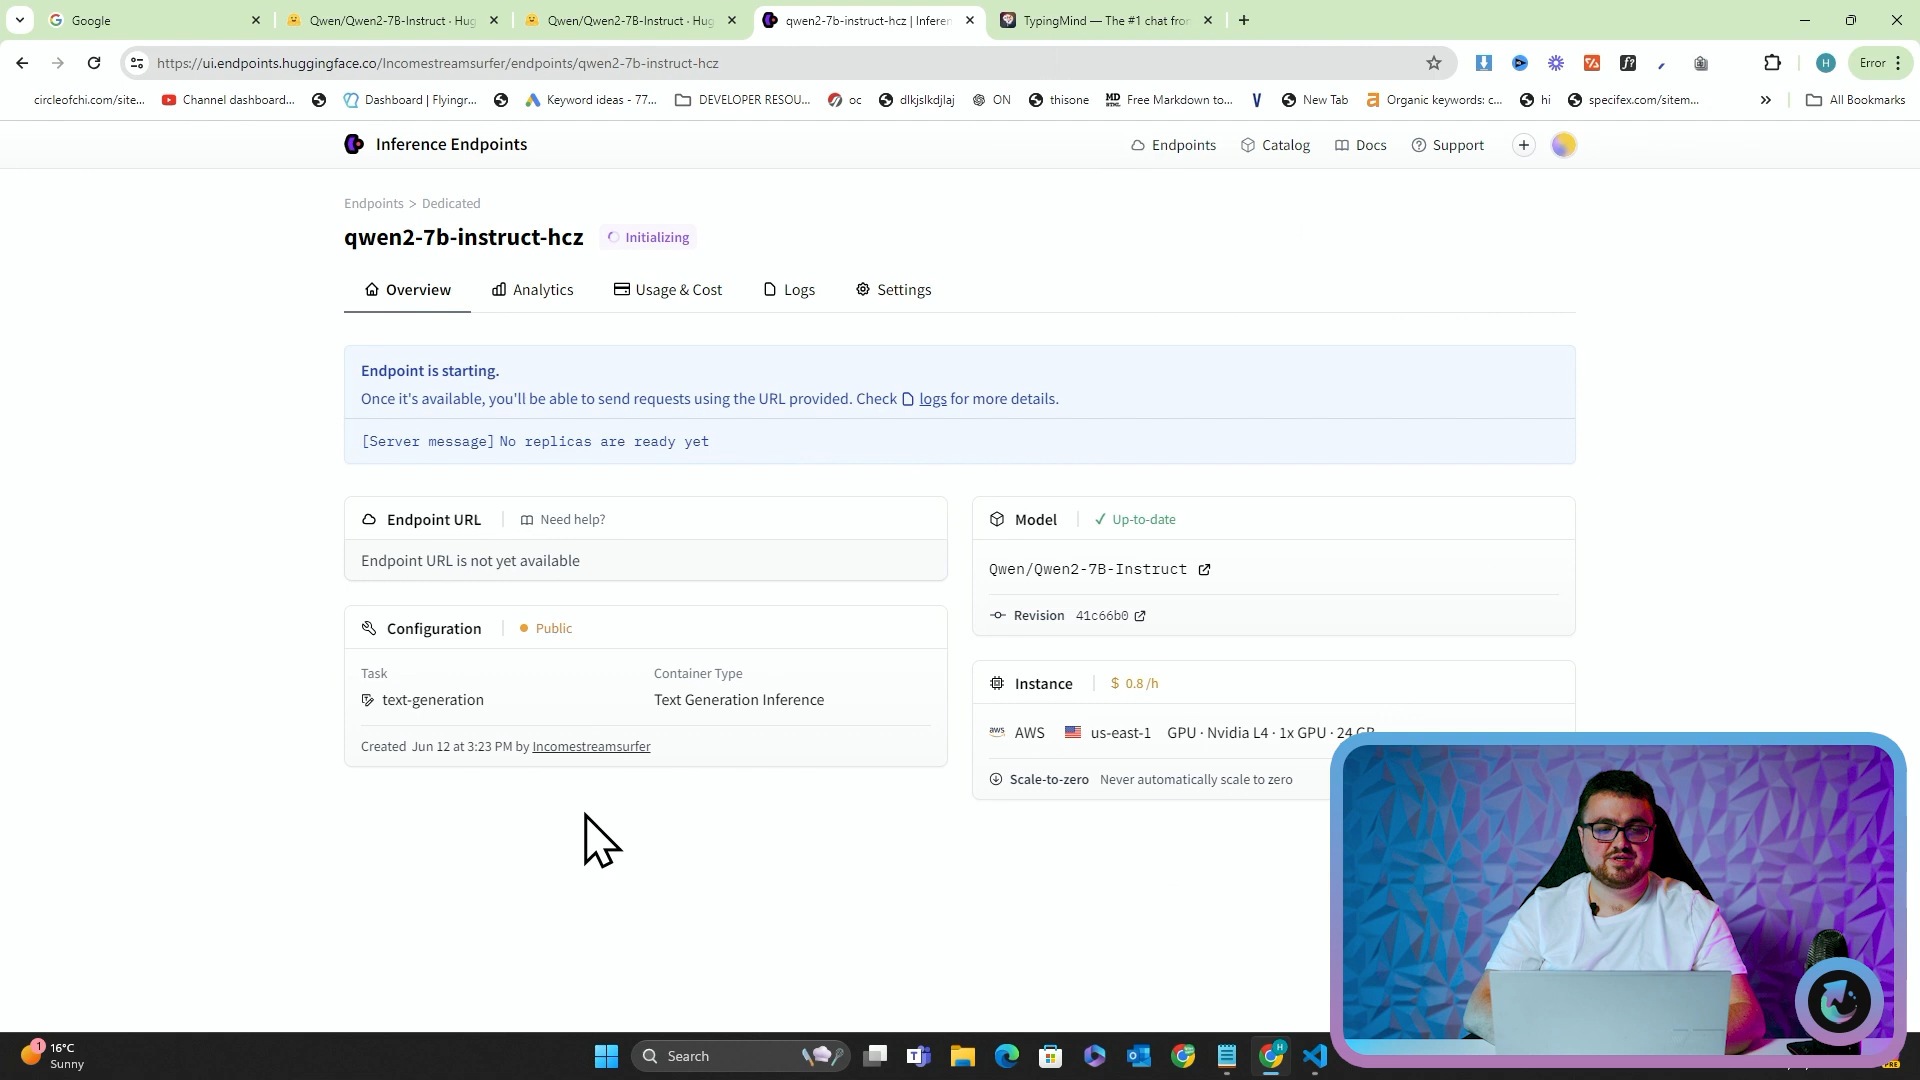 Google
Qwen/Qwen2-7B-Instruct · Hug
Qwen/Qwen2-7B-Instruct · Hug
qwen2-7b-instruct-hcz | Inferen
TypingMind — The #1 chat fron
https://ui.endpoints.huggingface.co/Incomestreamsurfer/endpoints/qwen2-7b-instruct-hcz
H
Error
circleofchi.com/site...
Channel dashboard...
Dashboard | Flyingr...
Keyword ideas - 77...
DEVELOPER RESOU...
oc
dlkjslkdjlaj
ON
thisone
Free Markdown to...
New Tab
Organic keywords: c...
hi
specifex.com/sitem...
All Bookmarks
Inference Endpoints
Endpoints
Catalog
Docs
Support
Endpoints > Dedicated
qwen2-7b-instruct-hcz
Initializing
Overview
Analytics
Usage & Cost
Logs
Settings
Endpoint is starting.
Once it's available, you'll be able to send requests using the URL provided. Check logs for more details.
[Server message] No replicas are ready yet
Endpoint URL
Need help?
Endpoint URL is not yet available
Model
Up-to-date
Qwen/Qwen2-7B-Instruct
Revision 41c66b0
Configuration
Public
Task
text-generation
Container Type
Text Generation Inference
Created Jun 12 at 3:23 PM by Incomestreamsurfer
Instance
$ 0.8 /h
aws AWS us-east-1 GPU · Nvidia L4 · 1x GPU · 24 GB
Scale-to-zero Never automatically scale to zero
1
16°C
Sunny
Search